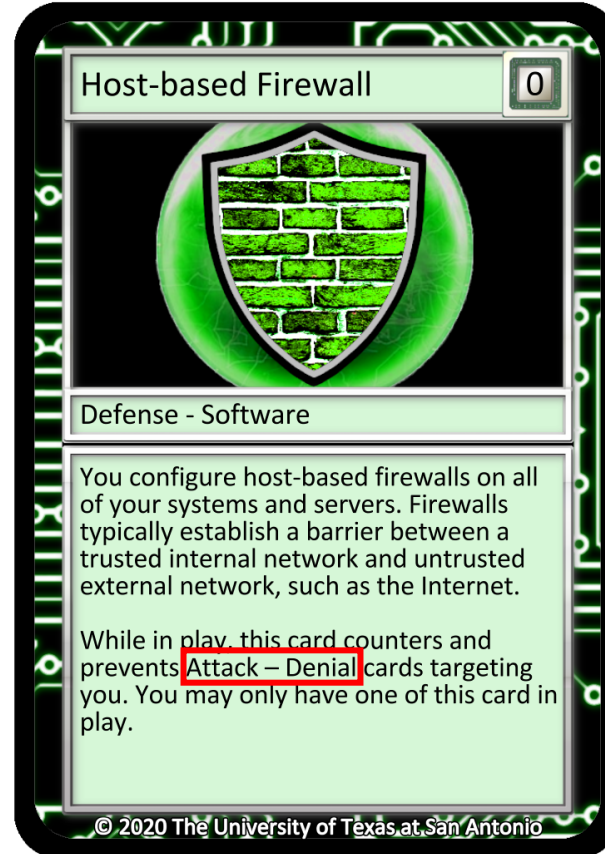 Host-based Firewall
0
Defense - Software
You configure host-based firewalls on all
of your systems and servers. Firewalls
typically establish a barrier between a
trusted internal network and untrusted
external network, such as the Internet.
While in play, this card counters and
prevents Attack – Denial cards targeting
you. You may only have one of this card in
play.
© 2020 The University of Texas at San Antonio